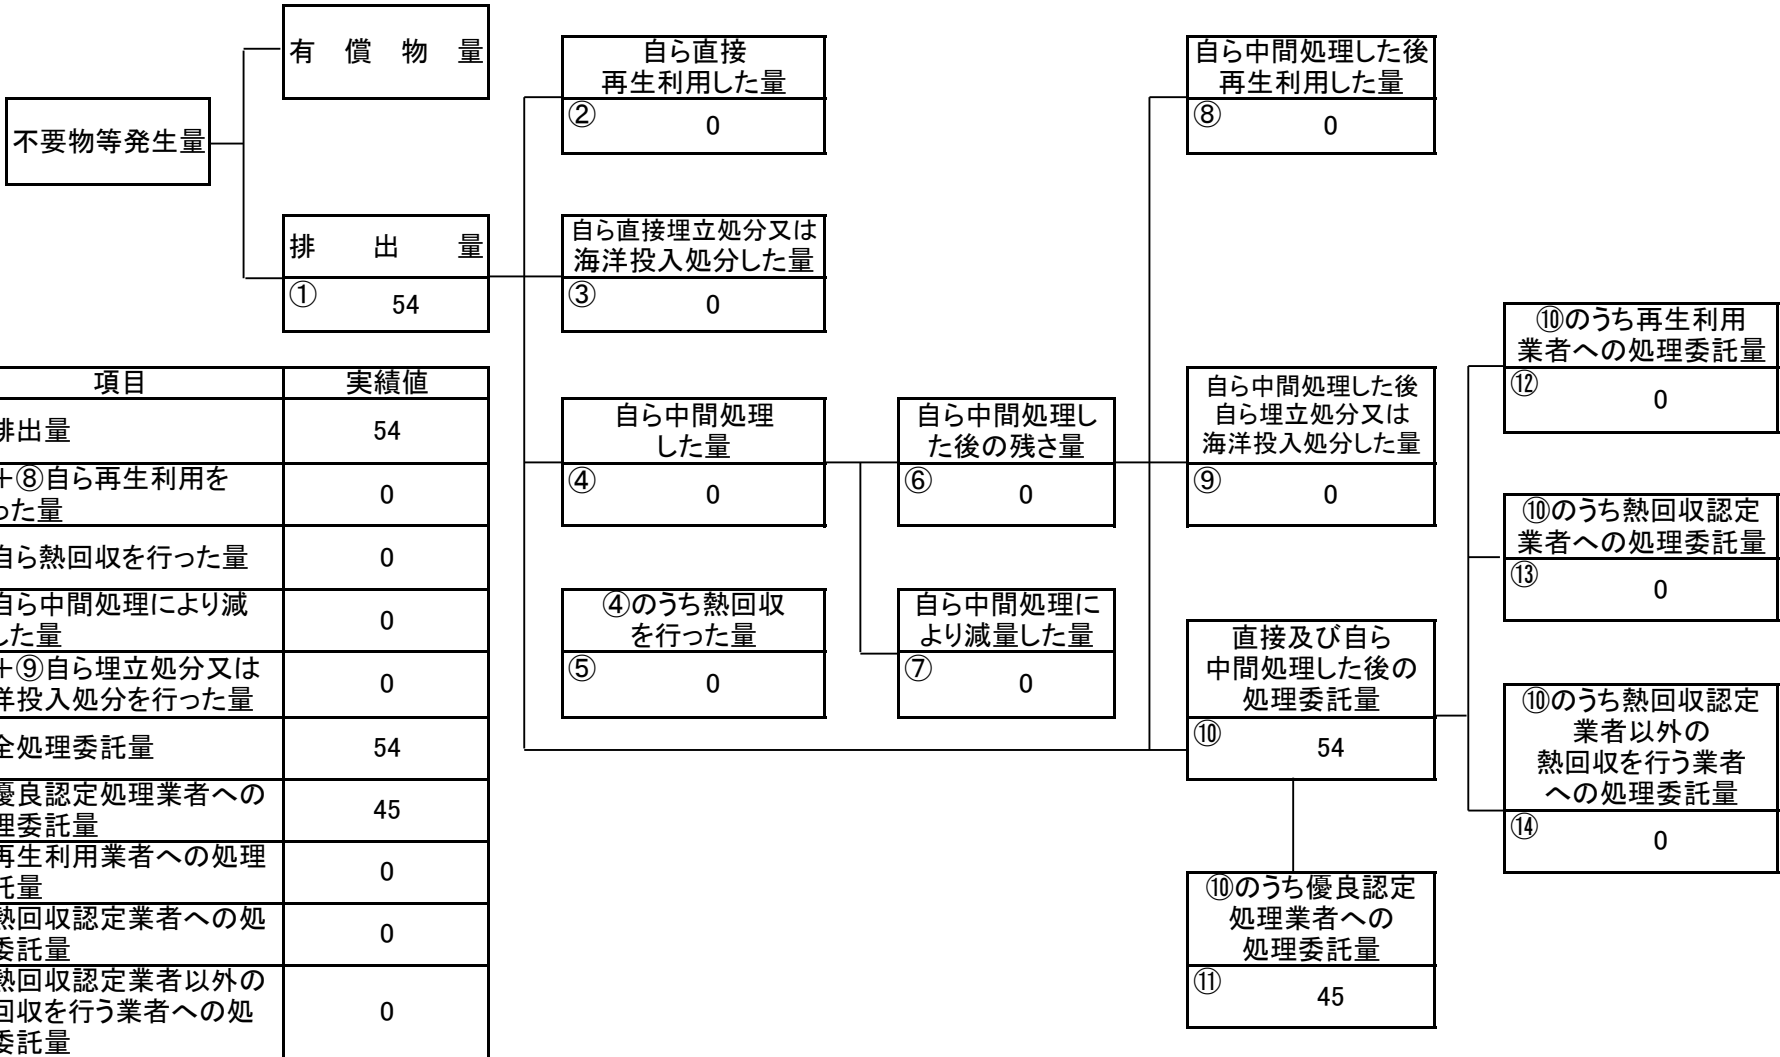 有償物量
不要物等発生量
排出量
① 54
自ら直接
再生利用した量
② 0
自ら直接埋立処分又は
海洋投入処分した量
③ 0
自ら中間処理
した量
④ 0
④のうち熱回収
を行った量
⑤ 0
自ら中間処理し
た後の残さ量
⑥ 0
自ら中間処理に
より減量した量
⑦ 0
自ら中間処理した後
再生利用した量
⑧ 0
自ら中間処理した後
自ら埋立処分又は
海洋投入処分した量
⑨ 0
直接及び自ら
中間処理した後の
処理委託量
⑩ 54
⑩のうち優良認定
処理業者への
処理委託量
⑪ 45
⑩のうち再生利用
業者への処理委託量
⑫ 0
⑩のうち熱回収認定
業者への処理委託量
⑬ 0
⑩のうち熱回収認定
業者以外の
熱回収を行う業者
への処理委託量
⑭ 0
項目 実績値
排出量 54
+⑧自ら再生利用を
った量 0
自ら熱回収を行った量 0
自ら中間処理により減
した量 0
+⑨自ら埋立処分又は
洋投入処分を行った量 0
全処理委託量 54
優良認定処理業者への
理委託量 45
再生利用業者への処理
託量 0
熱回収認定業者への処
委託量 0
熱回収認定業者以外の
回収を行う業者への処
委託量 0